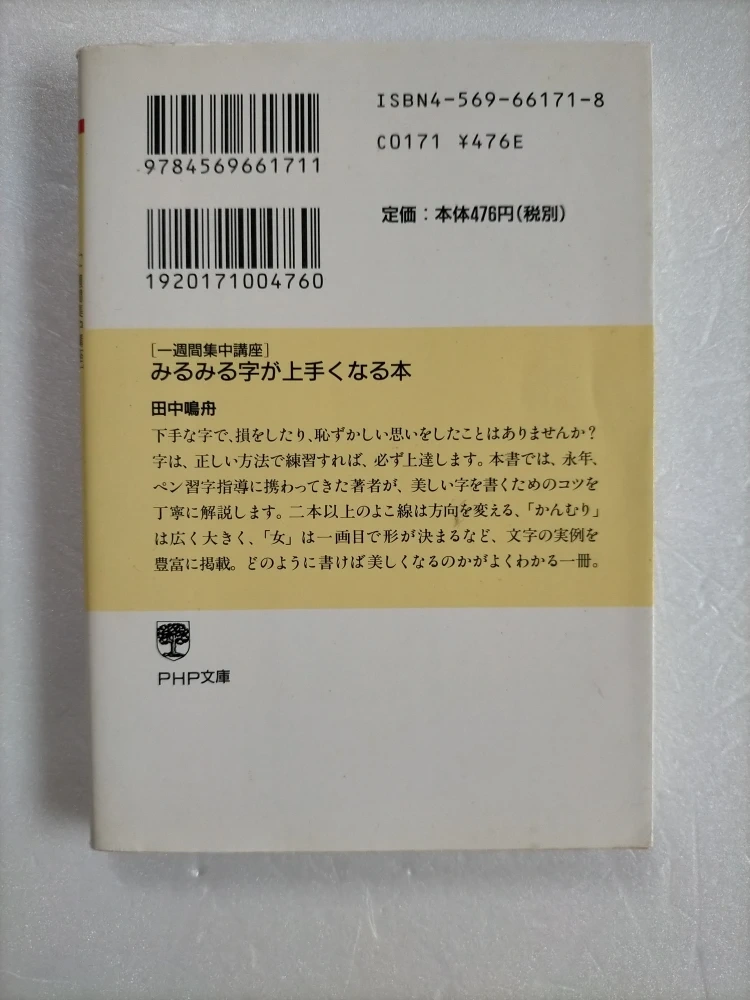 ISBN4-569-66171-8
9784569661711
C0171 ¥476E
定価：本体476円(税別)
1920171004760
[一週間集中講座]
みるみる字が上手くなる本
田中鳴舟
下手な字で、損をしたり、恥ずかしい思いをしたことはありませんか？
字は、正しい方法で練習すれば、必ず上達します。本書では、永年、
ペン習字指導に携わってきた著者が、美しい字を書くためのコツを
丁寧に解説します。二本以上のよこ線は方向を変える、「かんむり」
は広く大きく、「女」は一画目で形が決まるなど、文字の実例を
豊富に掲載。どのように書けば美しくなるのかがよくわかる一冊。
PHP文庫